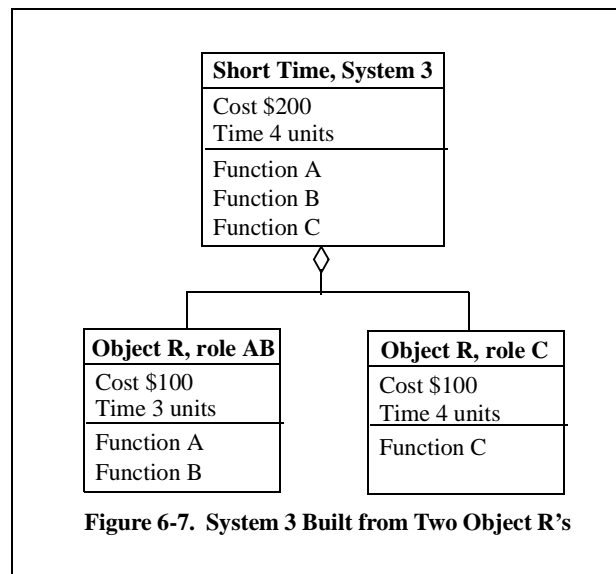 Short Time, System 3
Cost $200
Time 4 units
Function A
Function B
Function C
Object R, role AB
Cost $100
Time 3 units
Function A
Function B
Object R, role C
Cost $100
Time 4 units
Function C
Figure 6-7. System 3 Built from Two Object R's